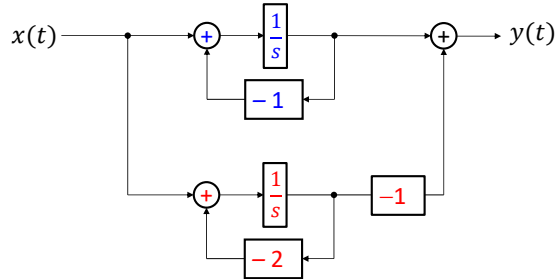 x(t) + 1/s + y(t)
−1
+ 1/s −1
−2